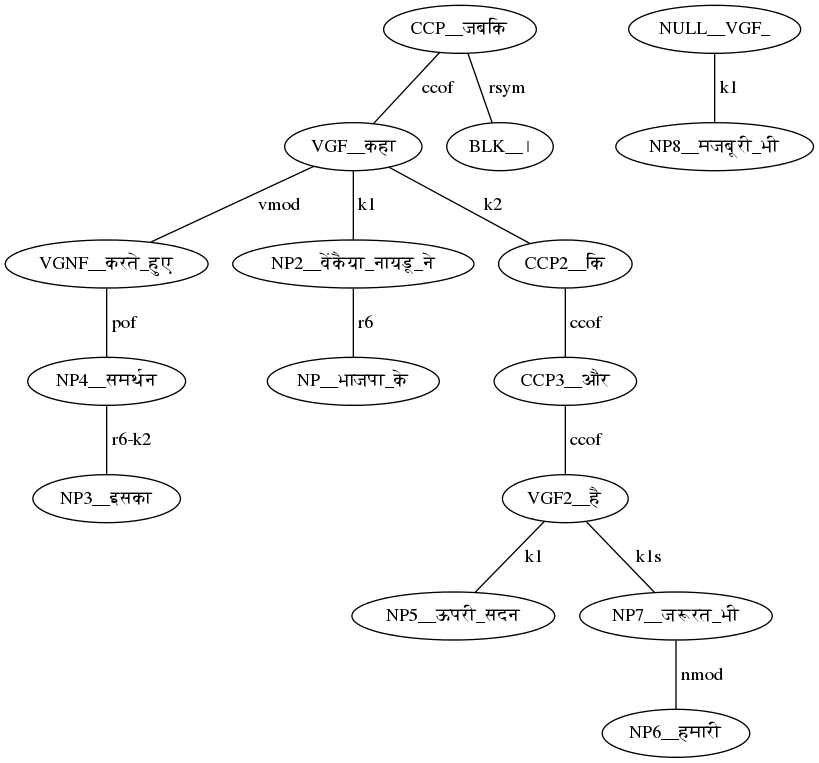 CCP__जबकि NULL__VGF_
ccof rsym k1
VGF__कहा BLK__। NP8__मजबूरी_भी
vmod k1 k2
VGNF__करते_हुए NP2__वेंकैया_नायडू_ने CCP2__कि
pof r6 ccof
NP4__समर्थन NP__भाजपा_के CCP3__और
r6-k2 ccof
NP3__इसका VGF2__है
k1 k1s
NP5__ऊपरी_सदन NP7__जरूरत_भी
nmod
NP6__हमारी